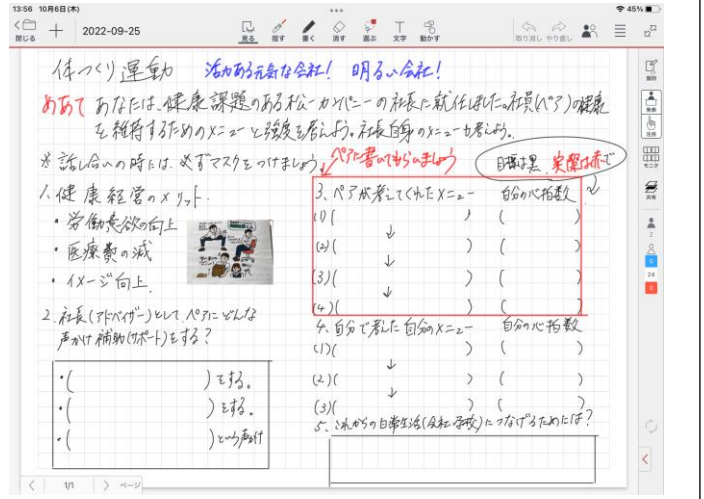 13:56 10月6日(木)
45%
閉じる
2022-09-25
見る 指す 書く 消す 選ぶ 文字 動かす
取り消し やり直し
体つくり運動 活力ある元気な会社! 明るい会社!
めあて あなたは、健康課題のある松一カンパニーの社長に就任しました。社員(ペア)の健康
を維持するためのメニューと強度を考えよう。社長自身のメニューも考えよう。
※話し合いの時には、必ずマスクをつけましょう。
ペアに書いてもらいましょう
目標は黒 実際は赤で
1. 健康経営のメリット
・労働意欲の向上
・医療費の減
・イメージ向上
2. 社長(アドバイザー)として、ペアにどんな
声かけ補助(サポート)をする?
・( )をする。
・( )をする。
・( )という声かけ
3. ペアが考えてくれたメニュー 自分の心拍数
(1)( ) ( )
↓
(2)( ) ( )
↓
(3)( ) ( )
↓
(4)( ) ( )
4. 自分で考えた自分のメニュー 自分の心拍数
(1)( ) ( )
↓
(2)( ) ( )
↓
(3)( ) ( )
5. これからの日常生活(会社・学校)につなげるためには?
モニタ
共有
2
24
1/1 ページ